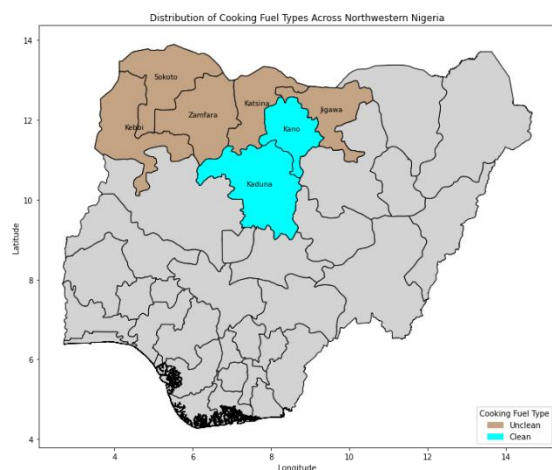 Distribution of Cooking Fuel Types Across Northwestern Nigeria
14
12
10
8
6
4
Latitude
Sokoto
Katsina
Zamfara
Jigawa
Kebbi
Kano
Kaduna
Cooking Fuel Type
Unclean
Clean
4
6
8
10
12
14
Longitude